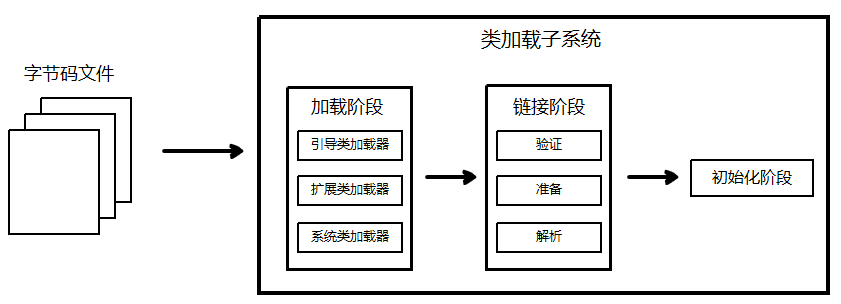 类加载子系统
字节码文件
加载阶段
引导类加载器
扩展类加载器
系统类加载器
链接阶段
验证
准备
解析
初始化阶段